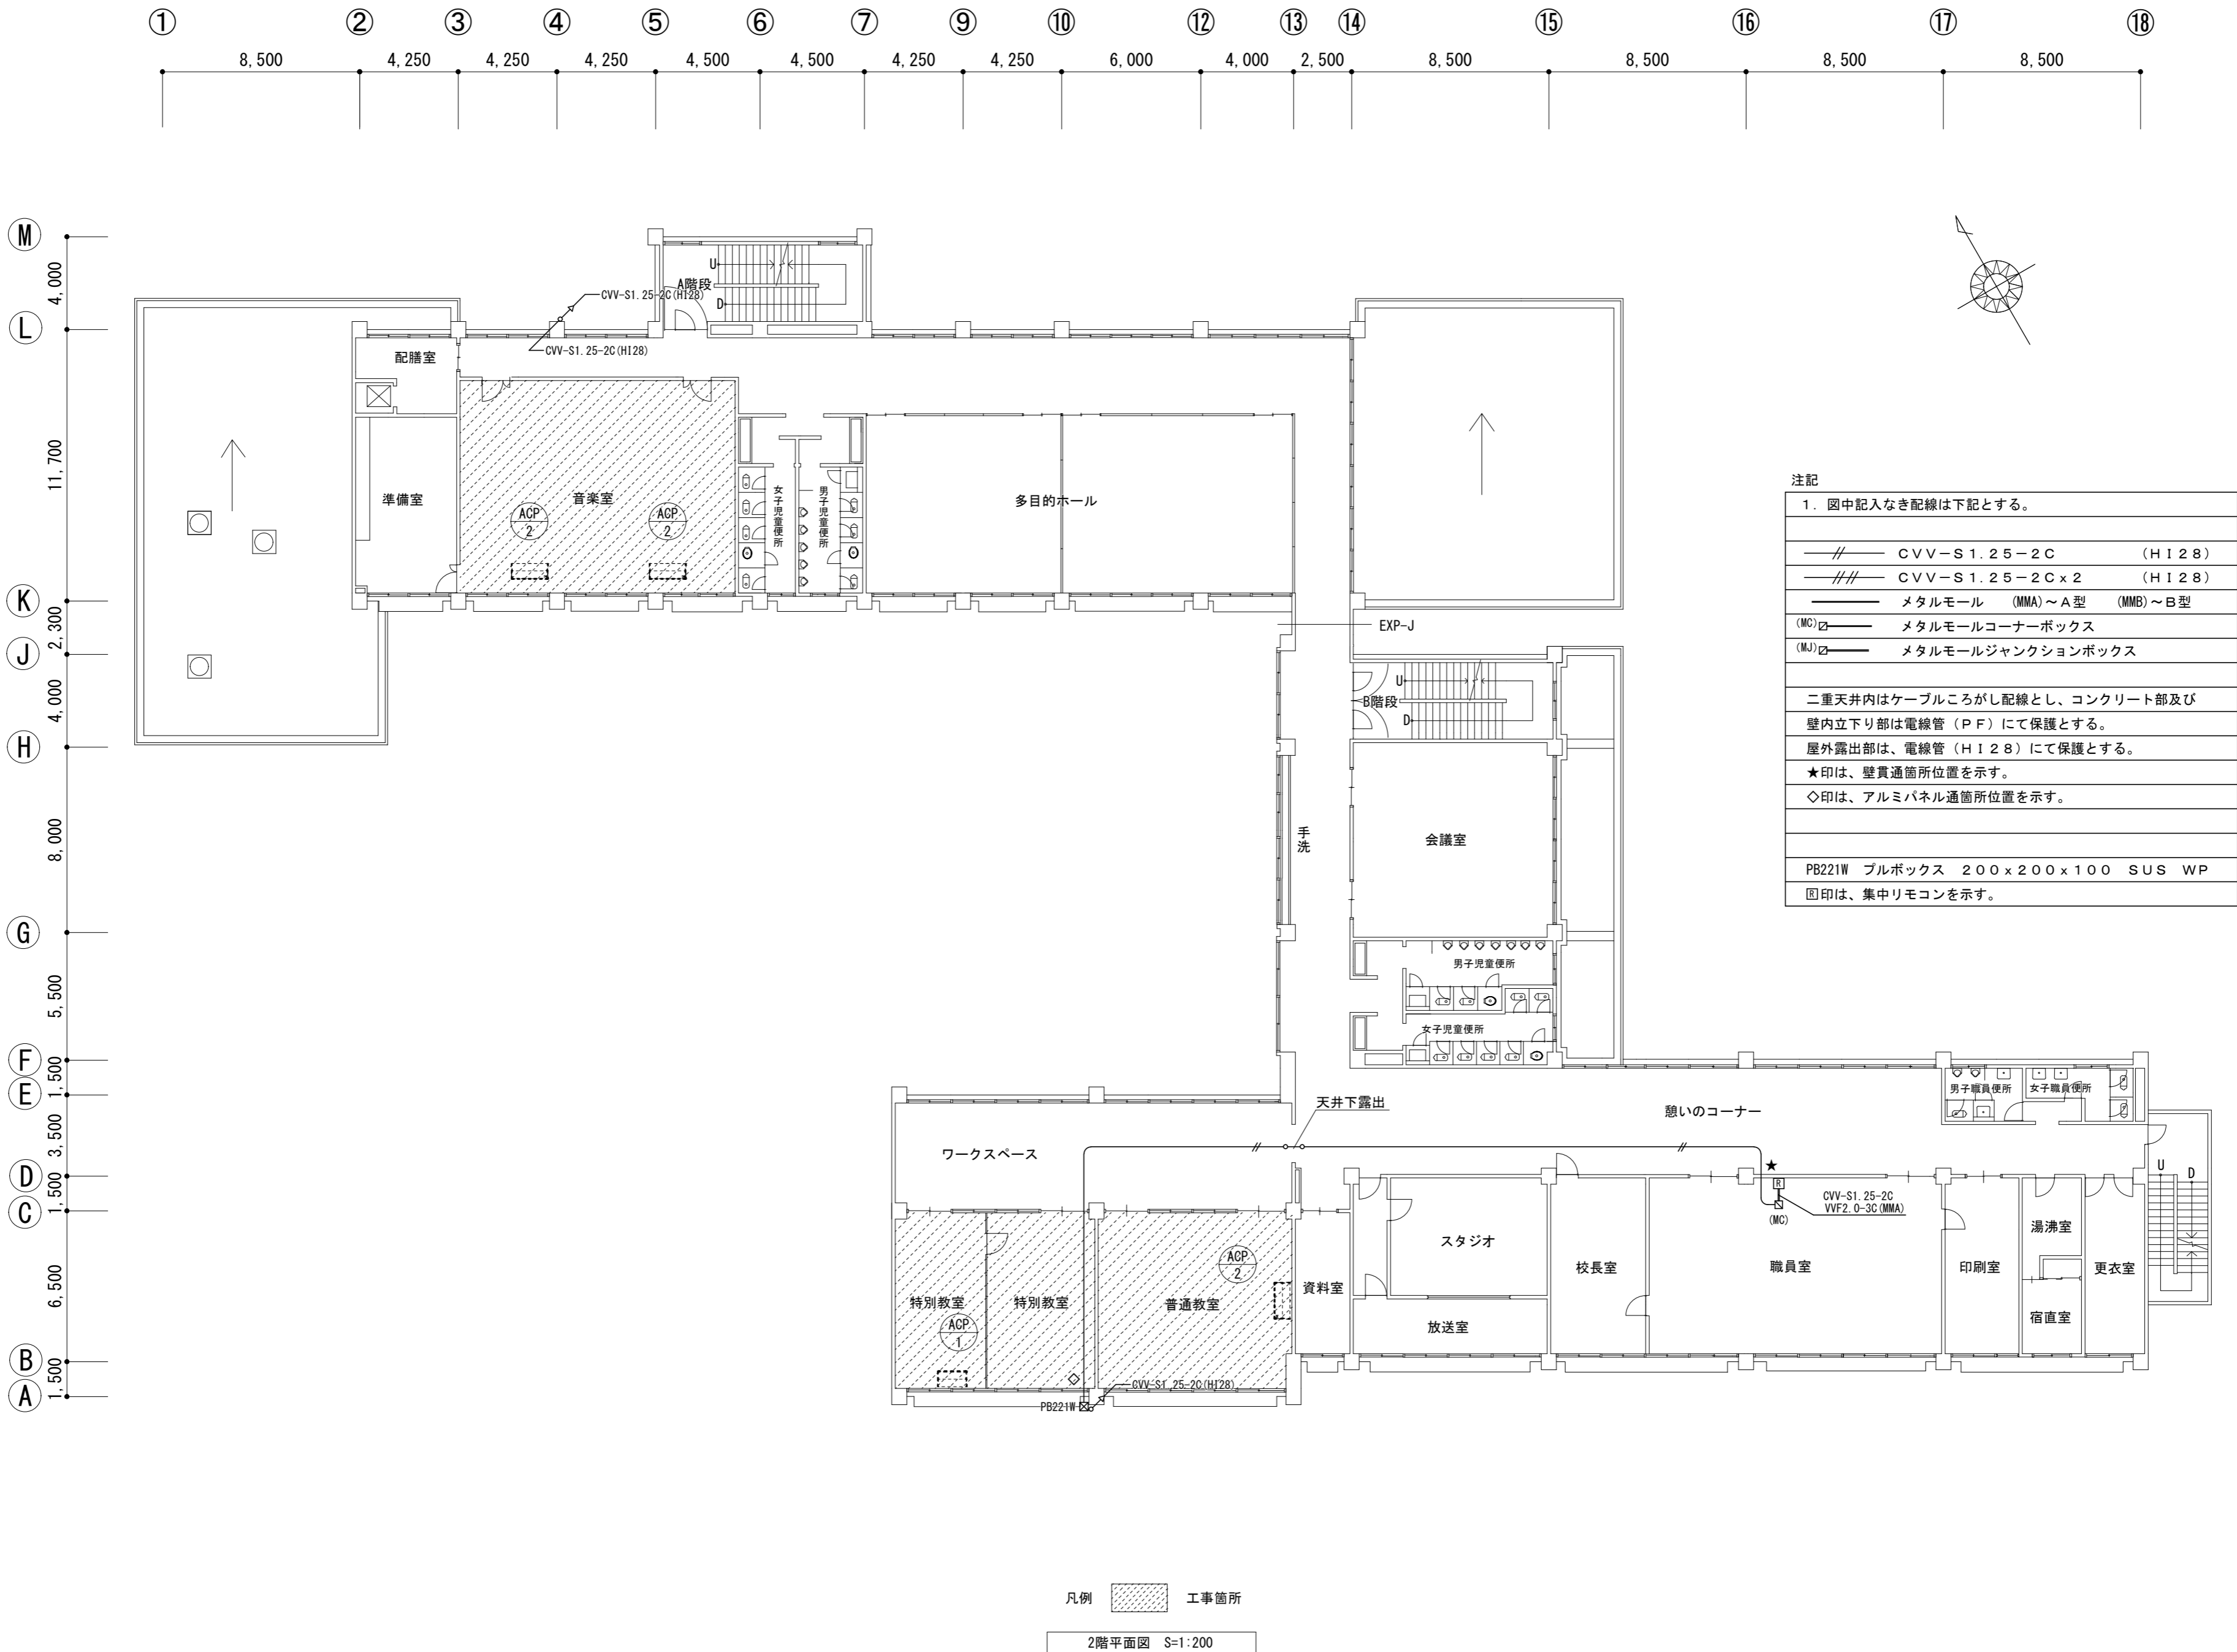 ① ② ③ ④ ⑤ ⑥ ⑦ ⑨ ⑩ ⑫ ⑬ ⑭ ⑮ ⑯ ⑰ ⑱
8,500 4,250 4,250 4,250 4,500 4,500 4,250 4,250 6,000 4,000 2,500 8,500 8,500 8,500 8,500
Ⓜ
4,000
Ⓛ
11,700
Ⓚ
2,300
Ⓙ
4,000
Ⓗ
8,000
Ⓖ
5,500
Ⓕ
1,500
Ⓔ
3,500
Ⓓ
1,500
Ⓒ
6,500
Ⓑ
1,500
Ⓐ
U
A階段
D
CVV-S1.25-2C(HI28)
CVV-S1.25-2C(HI28)
配膳室
準備室
音楽室
ACP
2
ACP
2
女子児童便所
男子児童便所
多目的ホール
EXP-J
U
B階段
D
手洗
会議室
男子児童便所
女子児童便所
天井下露出
ワークスペース
憩いのコーナー
男子職員便所
女子職員便所
U
D
R
(MC)
CVV-S1.25-2C
VVF2.0-3C(MMA)
特別教室
ACP
1
特別教室
ACP
2
普通教室
資料室
スタジオ
放送室
校長室
職員室
印刷室
湯沸室
宿直室
更衣室
CVV-S1.25-2C(HI28)
PB221W
注記
1. 図中記入なき配線は下記とする。
CVV-S1.25-2C (HI28)
CVV-S1.25-2Cx2 (HI28)
メタルモール (MMA)～A型 (MMB)～B型
(MC) メタルモールコーナーボックス
(MJ) メタルモールジャンクションボックス
二重天井内はケーブルころがし配線とし、コンクリート部及び
壁内立下り部は電線管（PF）にて保護とする。
屋外露出部は、電線管（HI28）にて保護とする。
★印は、壁貫通箇所位置を示す。
◇印は、アルミパネル通箇所位置を示す。
PB221W プルボックス 200x200x100 SUS WP
R印は、集中リモコンを示す。
凡例 工事箇所
2階平面図 S=1:200